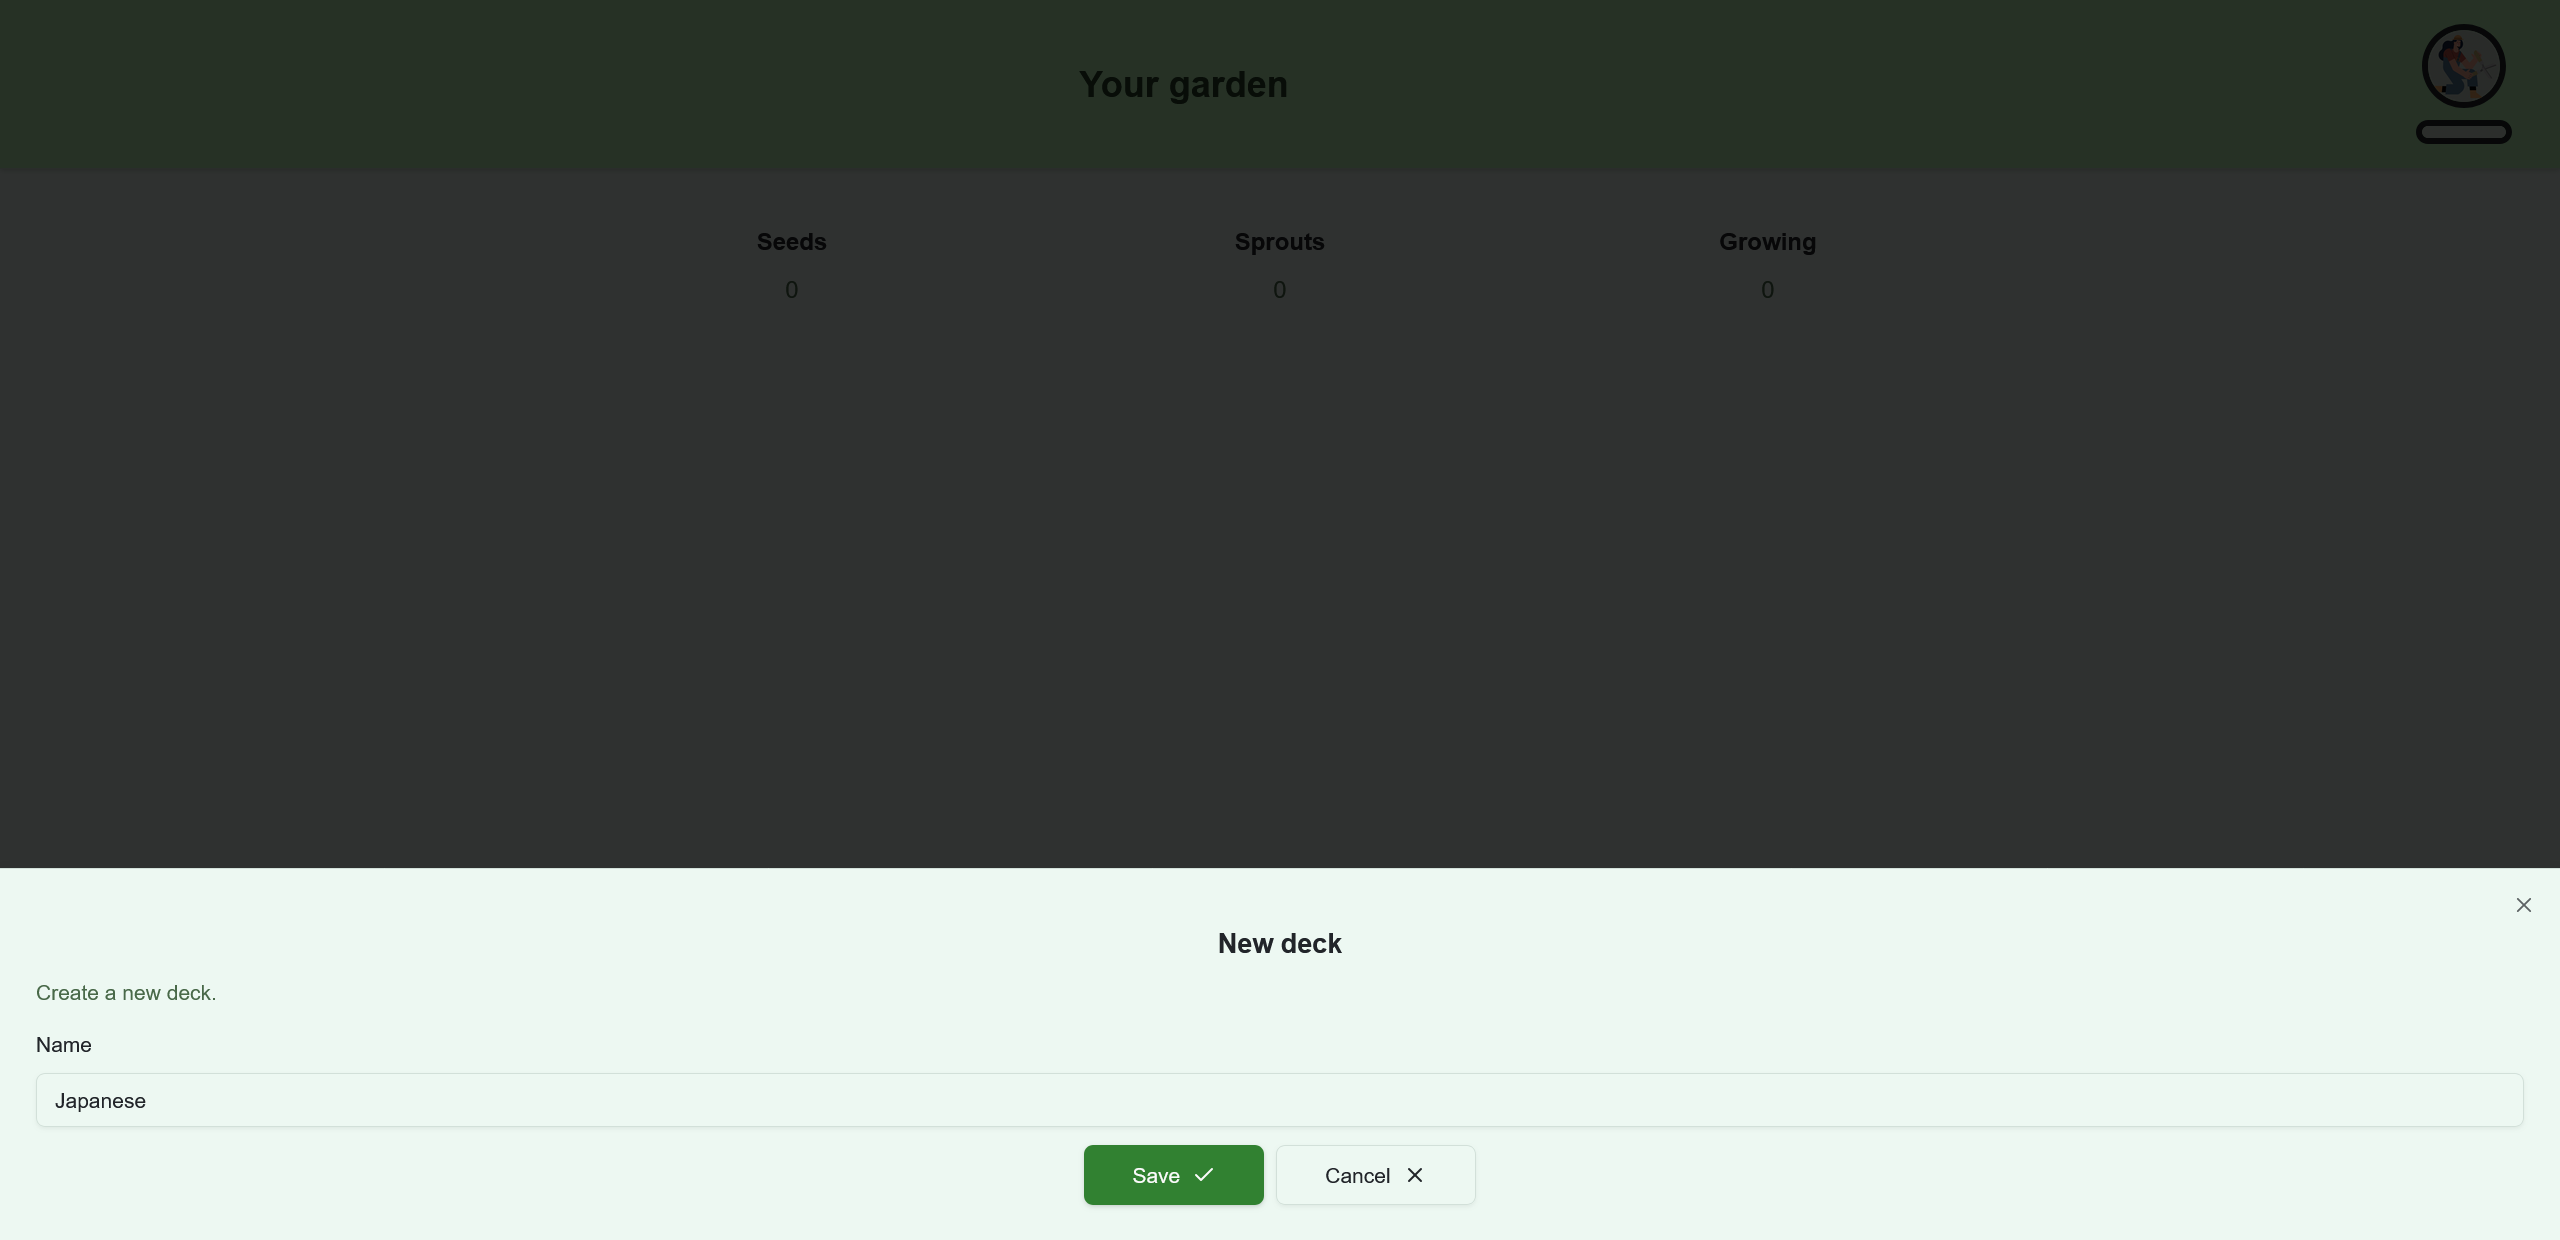 Your garden
Seeds
Sprouts
Growing
0
0
0
New deck
Create a new deck.
Name
Japanese
Save
Cancel